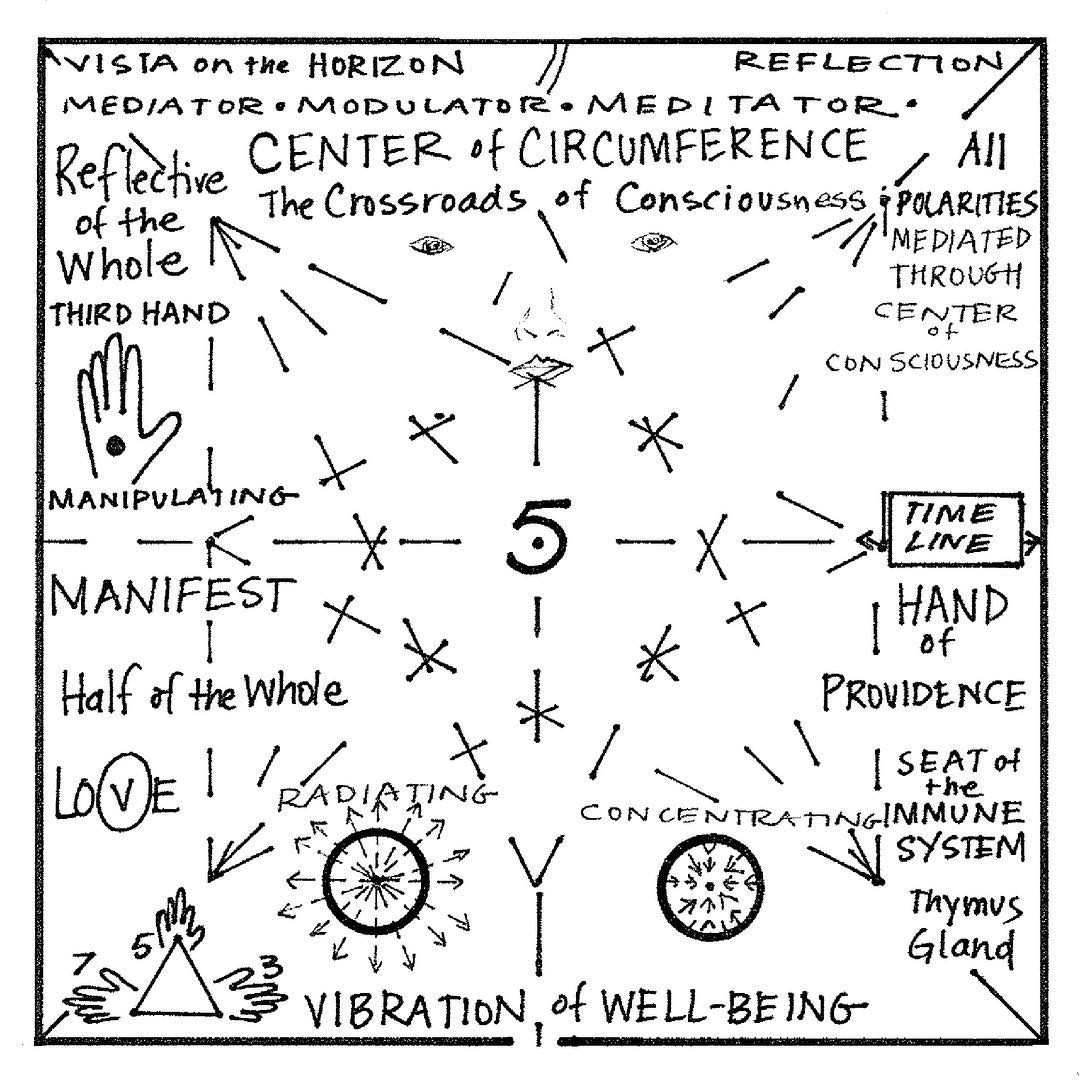 VISTA on the HORIZON
REFLECTION
MEDIATOR • MODULATOR • MEDITATOR •
CENTER of CIRCUMFERENCE
The Crossroads of Consciousness
Reflective
of the
Whole
THIRD HAND
MANIPULATING
MANIFEST
Half of the Whole
LOVE
All
POLARITIES
MEDIATED
THROUGH
CENTER
of
CONSCIOUSNESS
5
TIME
LINE
HAND
of
PROVIDENCE
SEAT of
the
IMMUNE
SYSTEM
Thymus
Gland
RADIATING
CONCENTRATING
5
7
3
VIBRATION of WELL-BEING